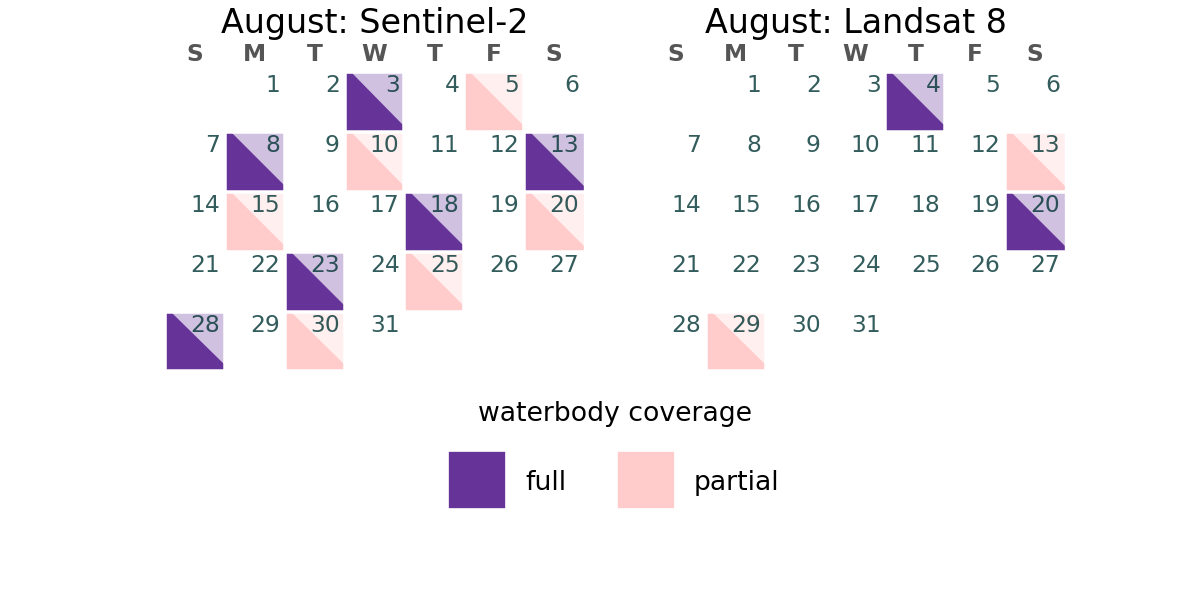 August: Sentinel-2
S M T W T F S
1 2 3 4 5 6
7 8 9 10 11 12 13
14 15 16 17 18 19 20
21 22 23 24 25 26 27
28 29 30 31
August: Landsat 8
S M T W T F S
1 2 3 4 5 6
7 8 9 10 11 12 13
14 15 16 17 18 19 20
21 22 23 24 25 26 27
28 29 30 31
waterbody coverage
full partial